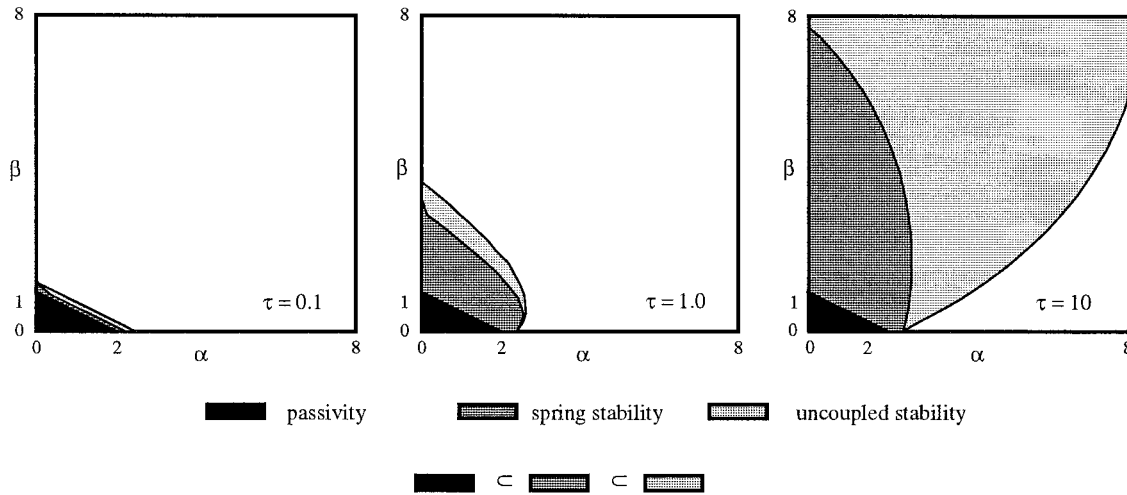 8
β
1
0
0
2
α
8
τ = 0.1
8
β
1
0
0
2
α
8
τ = 1.0
8
β
1
0
0
2
α
8
τ = 10
passivity spring stability uncoupled stability
⊂ ⊂